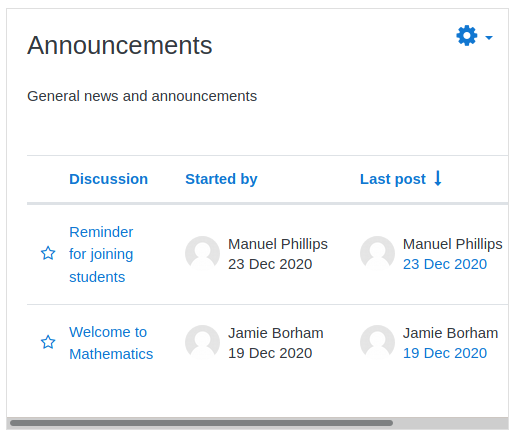 Announcements
General news and announcements
Discussion Started by Last post
Reminder
for joining
students
Manuel Phillips
23 Dec 2020
Manuel Phillips
23 Dec 2020
Welcome to
Mathematics
Jamie Borham
19 Dec 2020
Jamie Borham
19 Dec 2020